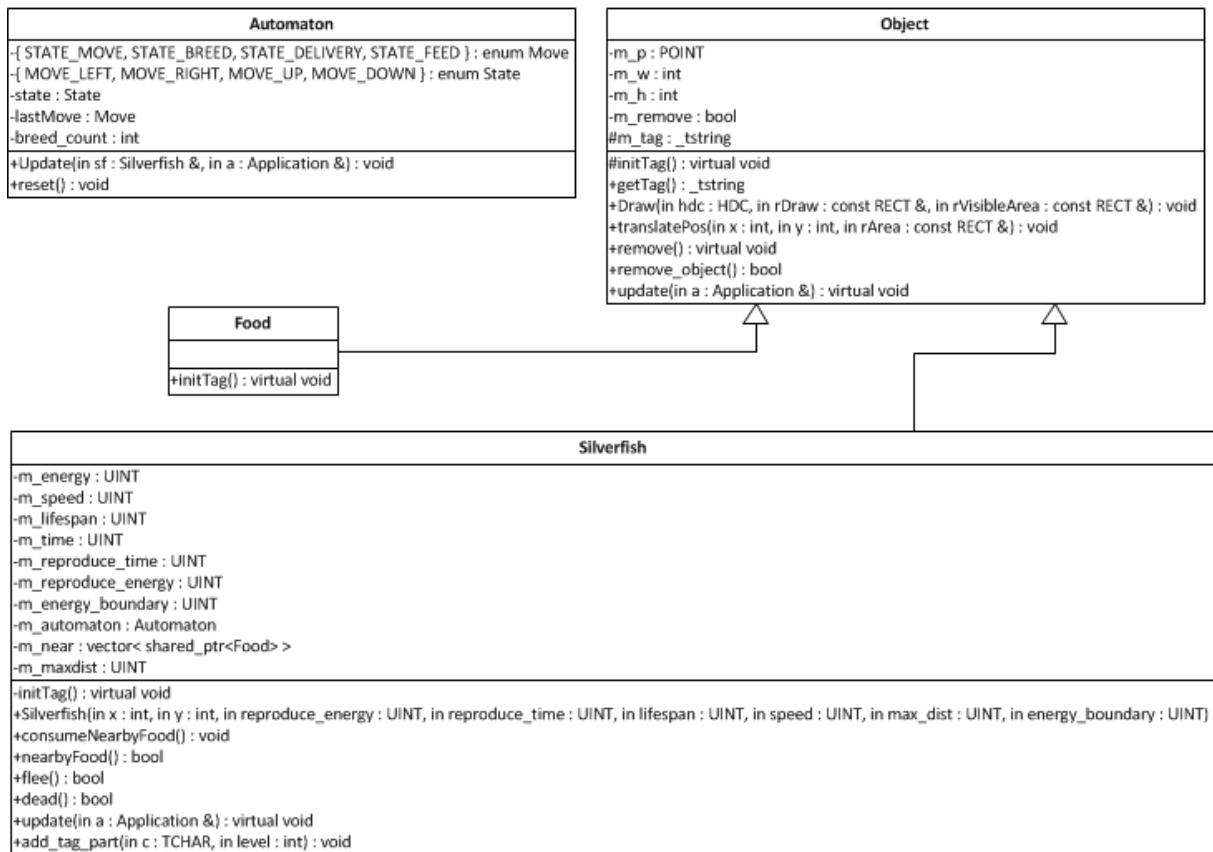 Automaton
-{ STATE_MOVE, STATE_BREED, STATE_DELIVERY, STATE_FEED } : enum Move
-{ MOVE_LEFT, MOVE_RIGHT, MOVE_UP, MOVE_DOWN } : enum State
-state : State
-lastMove : Move
-breed_count : int
+Update(in sf : Silverfish &, in a : Application &) : void
+reset() : void
Object
-m_p : POINT
-m_w : int
-m_h : int
-m_remove : bool
#m_tag : _tstring
#initTag() : virtual void
+getTag() : _tstring
+Draw(in hdc : HDC, in rDraw : const RECT &, in rVisibleArea : const RECT &) : void
+translatePos(in x : int, in y : int, in rArea : const RECT &) : void
+remove() : virtual void
+remove_object() : bool
+update(in a : Application &) : virtual void
Food
+initTag() : virtual void
Silverfish
-m_energy : UINT
-m_speed : UINT
-m_lifespan : UINT
-m_time : UINT
-m_reproduce_time : UINT
-m_reproduce_energy : UINT
-m_energy_boundary : UINT
-m_automaton : Automaton
-m_near : vector< shared_ptr<Food> >
-m_maxdist : UINT
-initTag() : virtual void
+Silverfish(in x : int, in y : int, in reproduce_energy : UINT, in reproduce_time : UINT, in lifespan : UINT, in speed : UINT, in max_dist : UINT, in energy_boundary : UINT)
+consumeNearbyFood() : void
+nearbyFood() : bool
+flee() : bool
+dead() : bool
+update(in a : Application &) : virtual void
+add_tag_part(in c : TCHAR, in level : int) : void